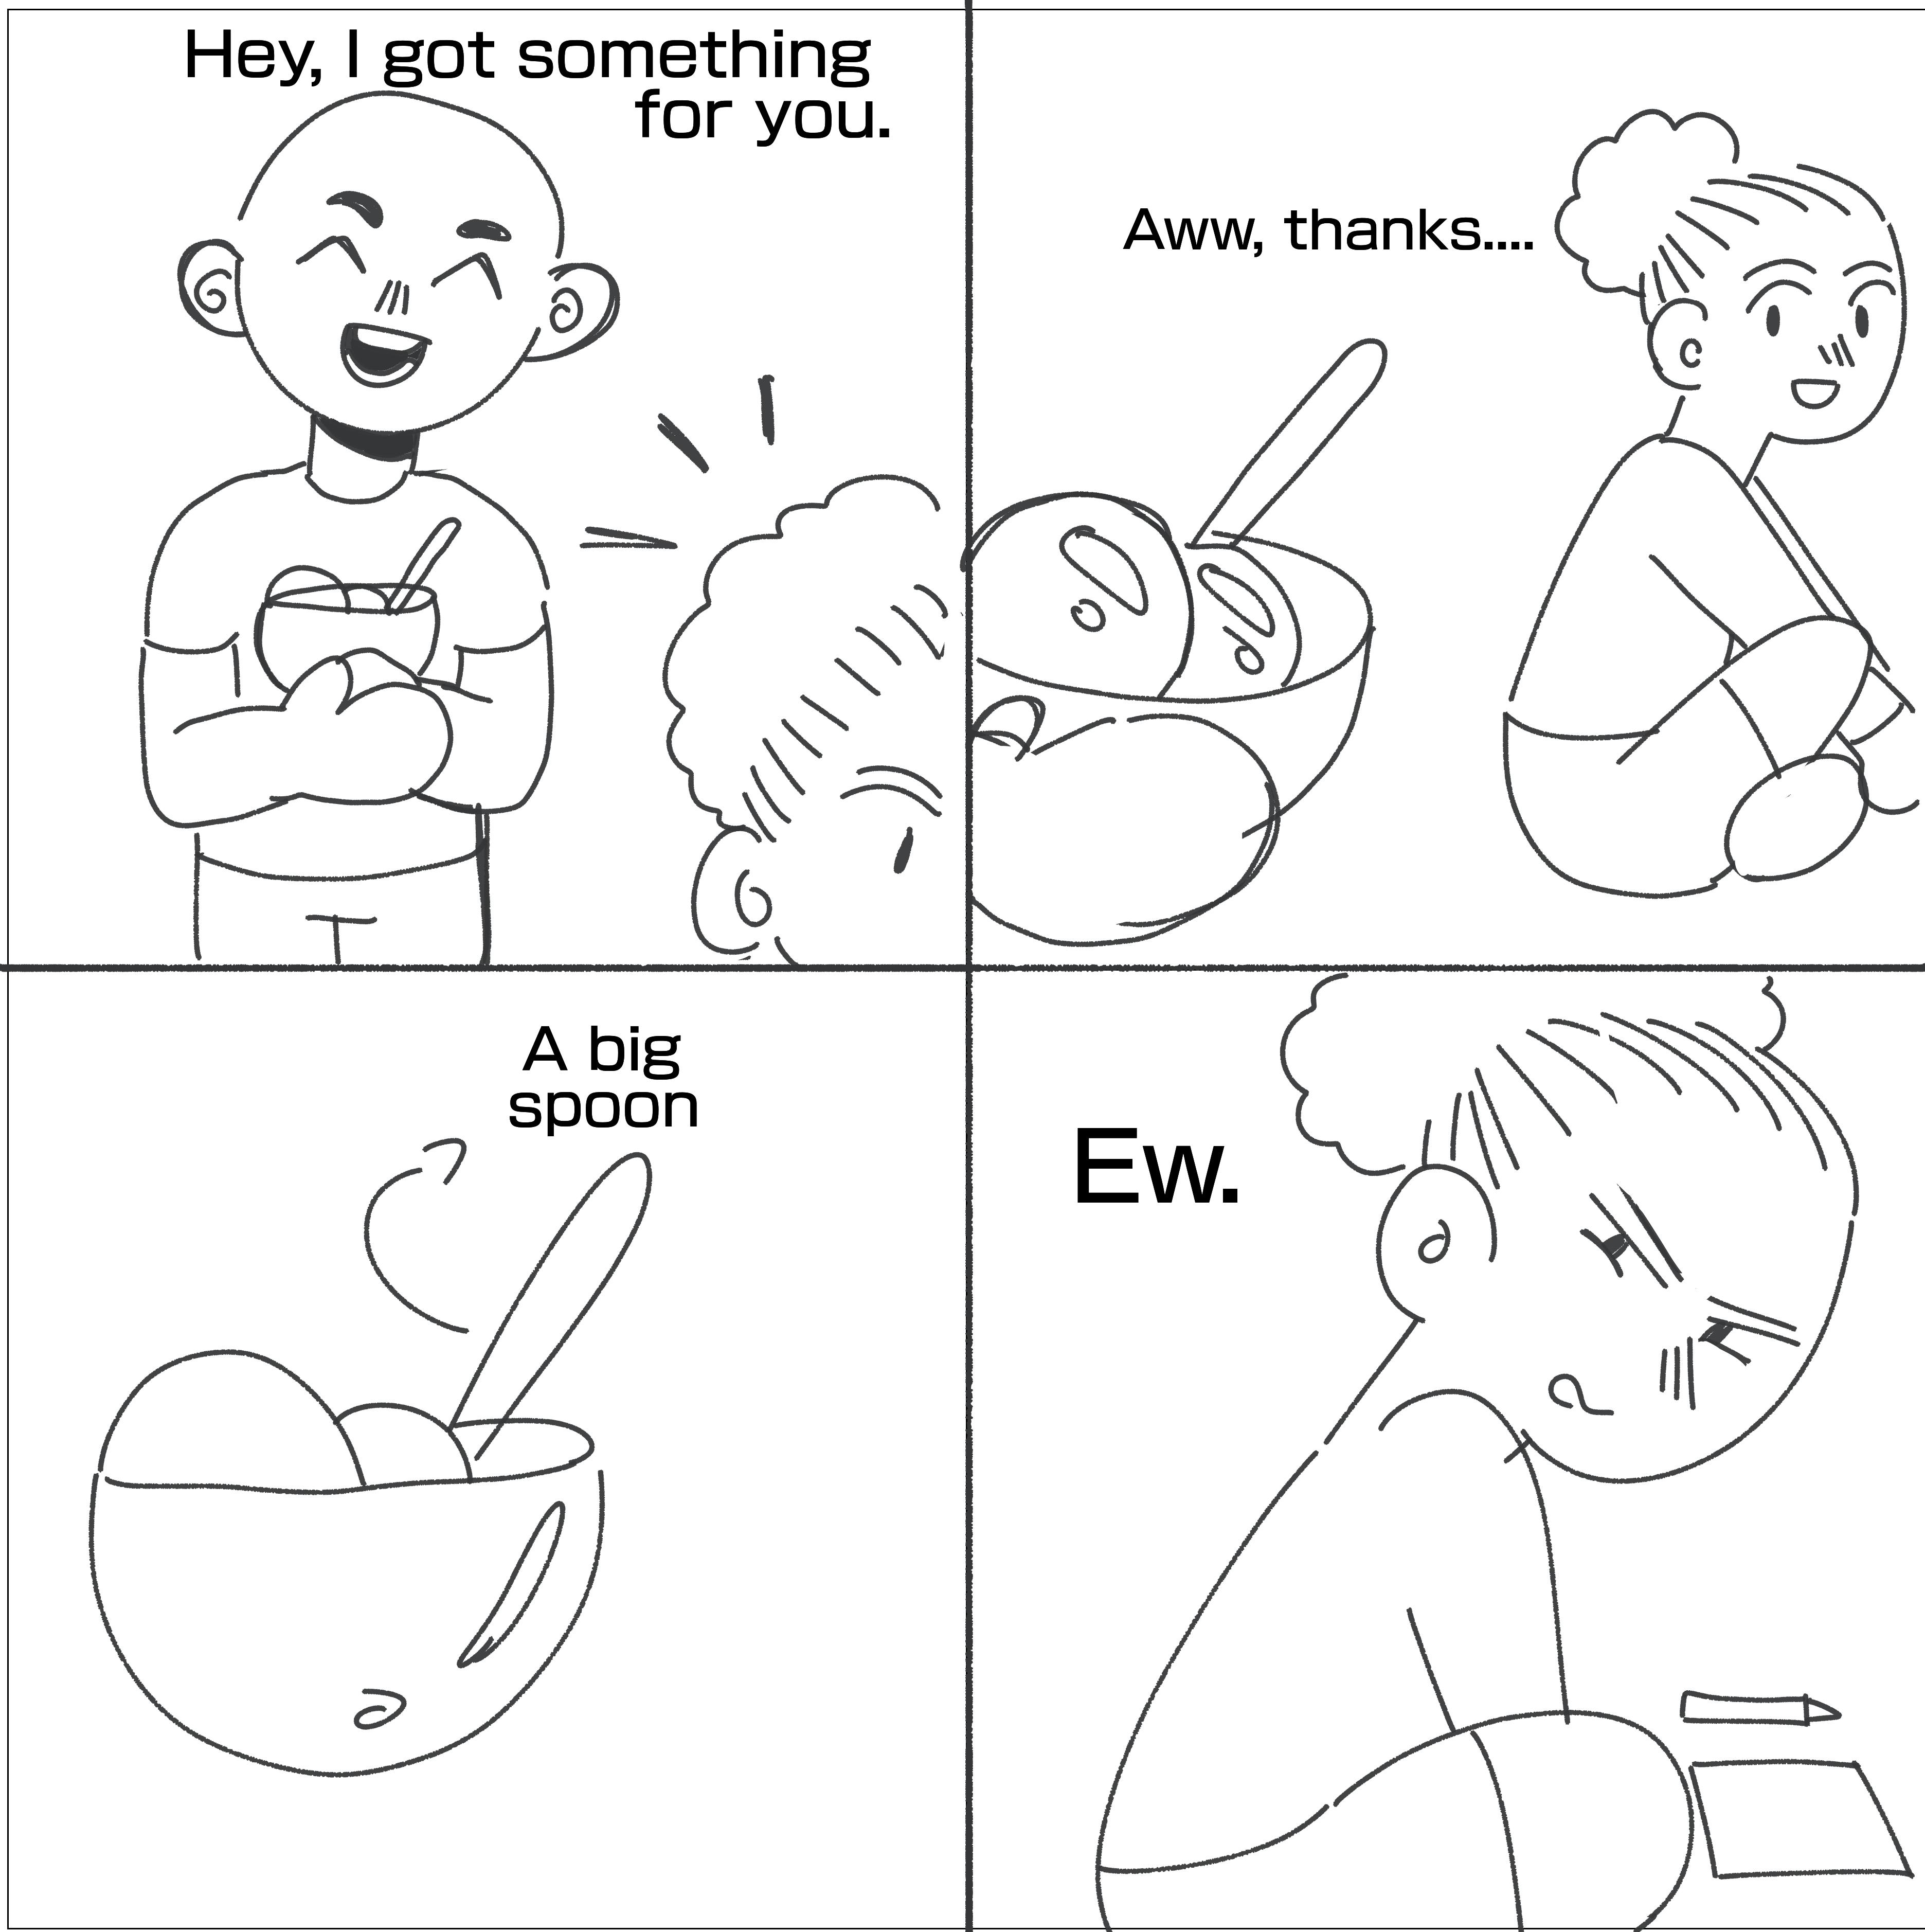 Hey, I got something
for you.
Aww, thanks....
A big
spoon
Ew.